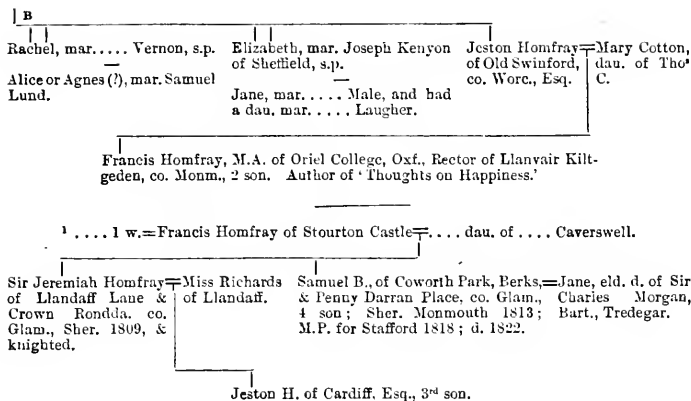 B
Rachel, mar. .... Vernon, s.p.
—
Alice or Agnes (?), mar. Samuel
Lund.
Elizabeth, mar. Joseph Kenyon
of Sheffield, s.p.
—
Jane, mar. .... Male, and had
a dau. mar. .... Laugher.
Jeston Homfray
of Old Swinford,
co. Worc., Esq.
=Mary Cotton,
dau. of Thoˢ
C.
Francis Homfray, M.A. of Oriel College, Oxf., Rector of Llanvair Kilt-
geden, co. Monm., 2 son. Author of ‘Thoughts on Happiness.’
¹ .... 1 w.=Francis Homfray of Stourton Castle=.... dau. of .... Caverswell.
Sir Jeremiah Homfray
of Llandaff Lane &
Crown Rondda. co.
Glam., Sher. 1809, &
knighted.
=Miss Richards
of Llandaff.
Samuel B., of Coworth Park, Berks,
& Penny Darran Place, co. Glam.,
4 son; Sher. Monmouth 1813;
M.P. for Stafford 1818; d. 1822.
=Jane, eld. d. of Sir
Charles Morgan,
Bart., Tredegar.
Jeston H. of Cardiff, Esq., 3ʳᵈ son.